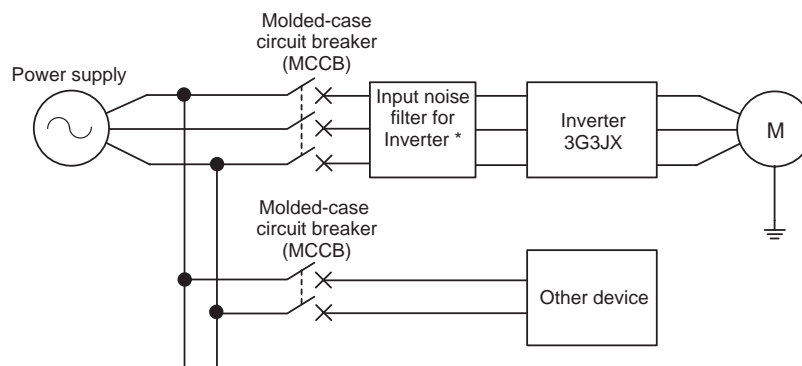 Molded-case
circuit breaker
(MCCB)
Power supply
Input noise
filter for
Inverter *
Inverter
3G3JX
M
Molded-case
circuit breaker
(MCCB)
Other device